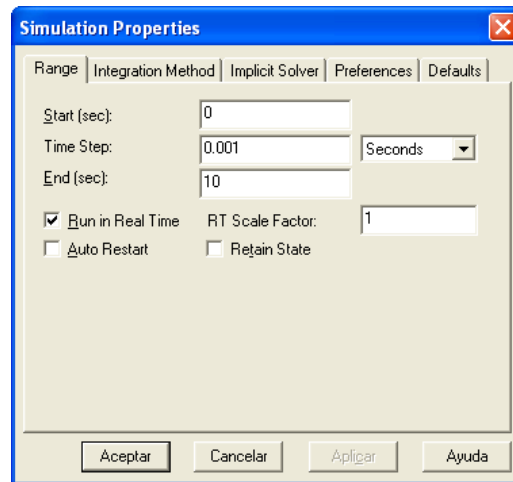 Simulation Properties
Range Integration Method Implicit Solver Preferences Defaults
Start (sec): 0
Time Step: 0.001 Seconds
End (sec): 10
Run in Real Time RT Scale Factor: 1
Auto Restart Retain State
Aceptar Cancelar Aplicar Ayuda